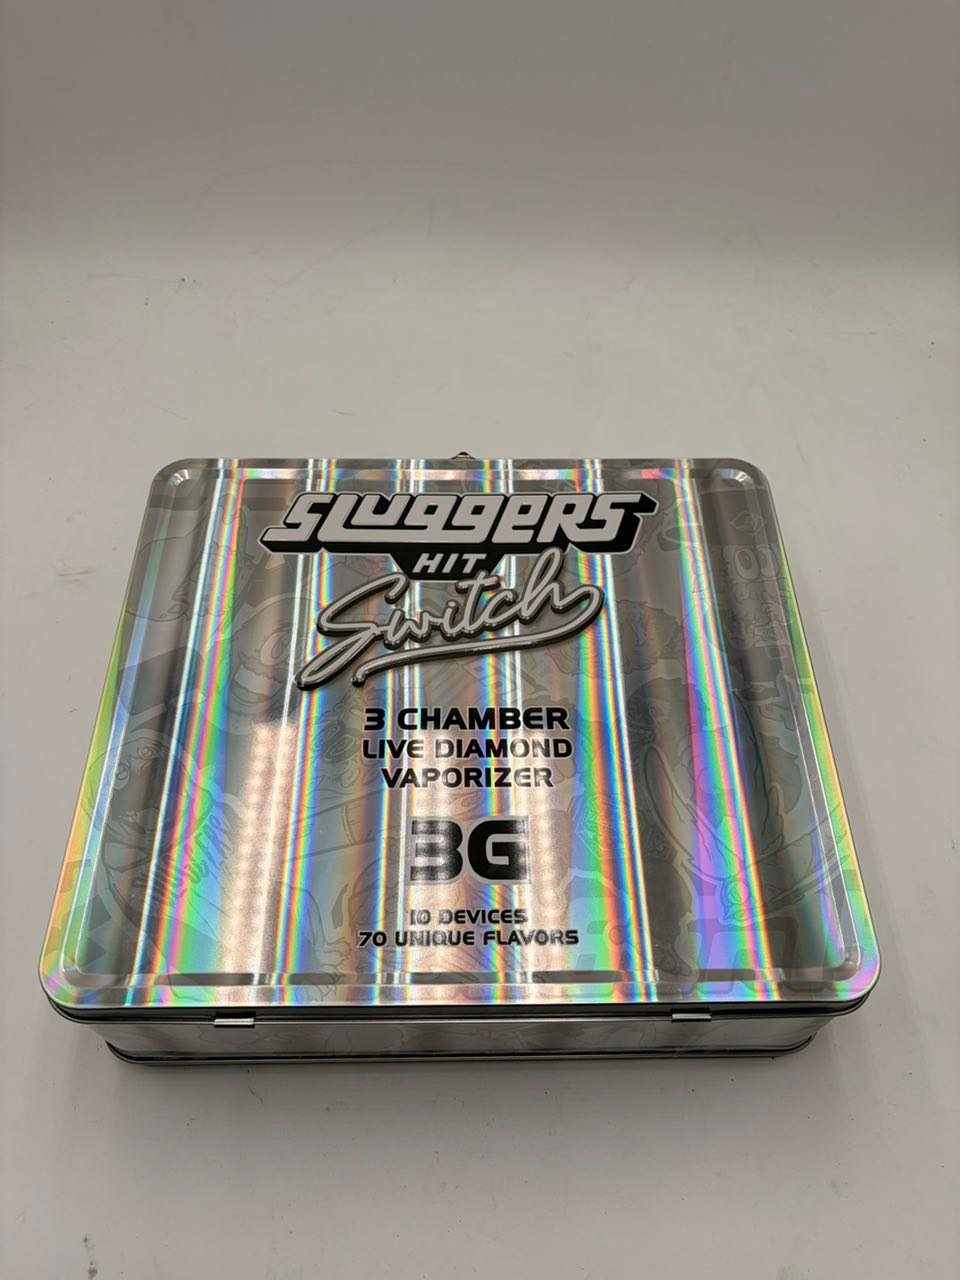 SLUGGERS
HIT
Switch
3 CHAMBER
LIVE DIAMOND
VAPORIZER
3G
10 DEVICES
70 UNIQUE FLAVORS